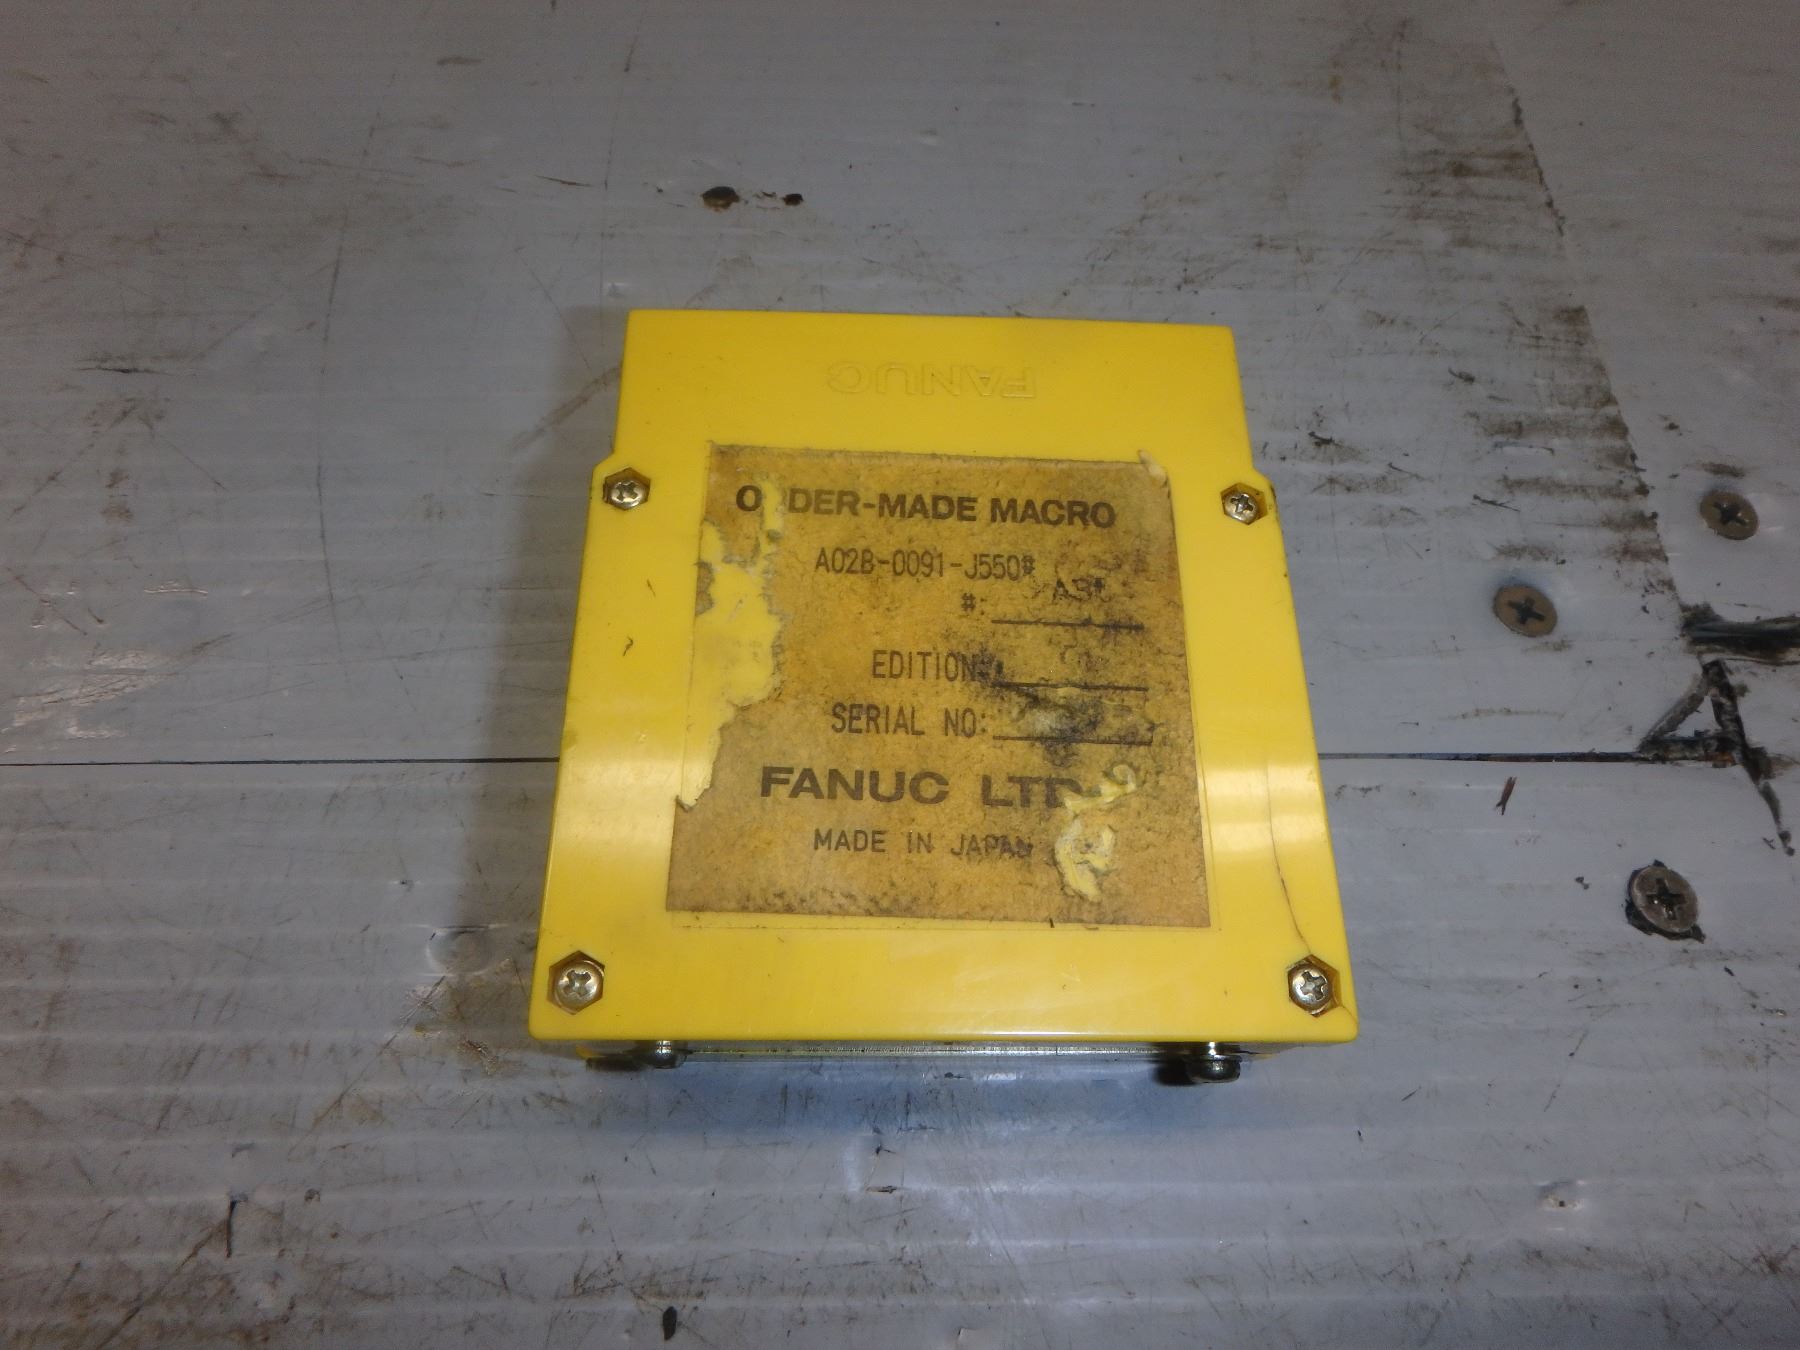 FANUC
ORDER-MADE MACRO
A02B-0091-J550#
#:
EDITION:
SERIAL NO:
FANUC LTD
MADE IN JAPAN